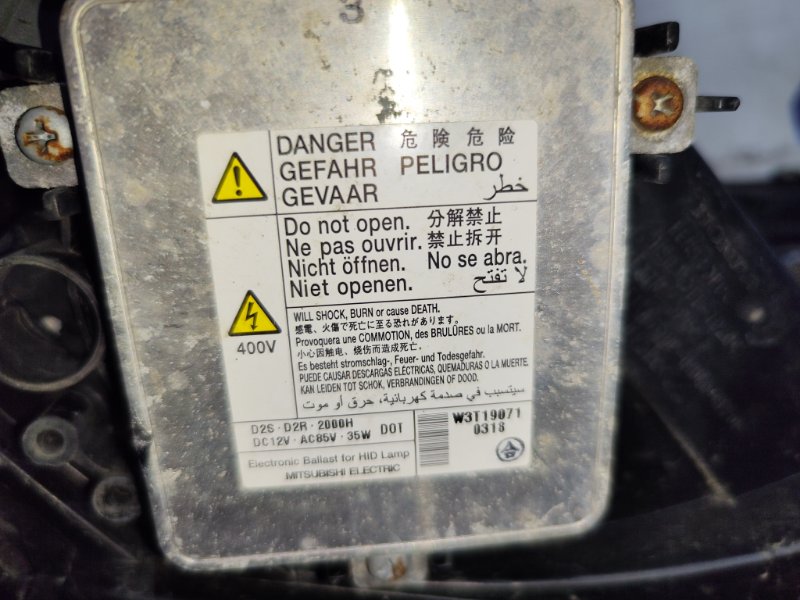 3
DANGER 危険 危险
GEFAHR PELIGRO
GEVAAR خطر
Do not open. 分解禁止
Ne pas ouvrir. 禁止拆开
Nicht öffnen. No se abra.
Niet openen. لا تفتح
400V
WILL SHOCK, BURN or cause DEATH.
感電、火傷で死亡に至る恐れがあります。
Provoquera une COMMOTION, des BRULÛRES ou la MORT.
小心因触电、烧伤而造成死亡.
Es besteht stromschlag-, Feuer- und Todesgefahr.
PUEDE CAUSAR DESCARGAS ELÉCTRICAS, QUEMADURAS O LA MUERTE.
KAN LEIDEN TOT SCHOK, VERBRANDINGEN OF DOOD.
سيتسبب في صدمة كهربائية، حرق أو موت
D2S · D2R · 2000H
DC12V · AC85V · 35W DOT
W3T19071
0318
Electronic Ballast for HID Lamp
MITSUBISHI ELECTRIC